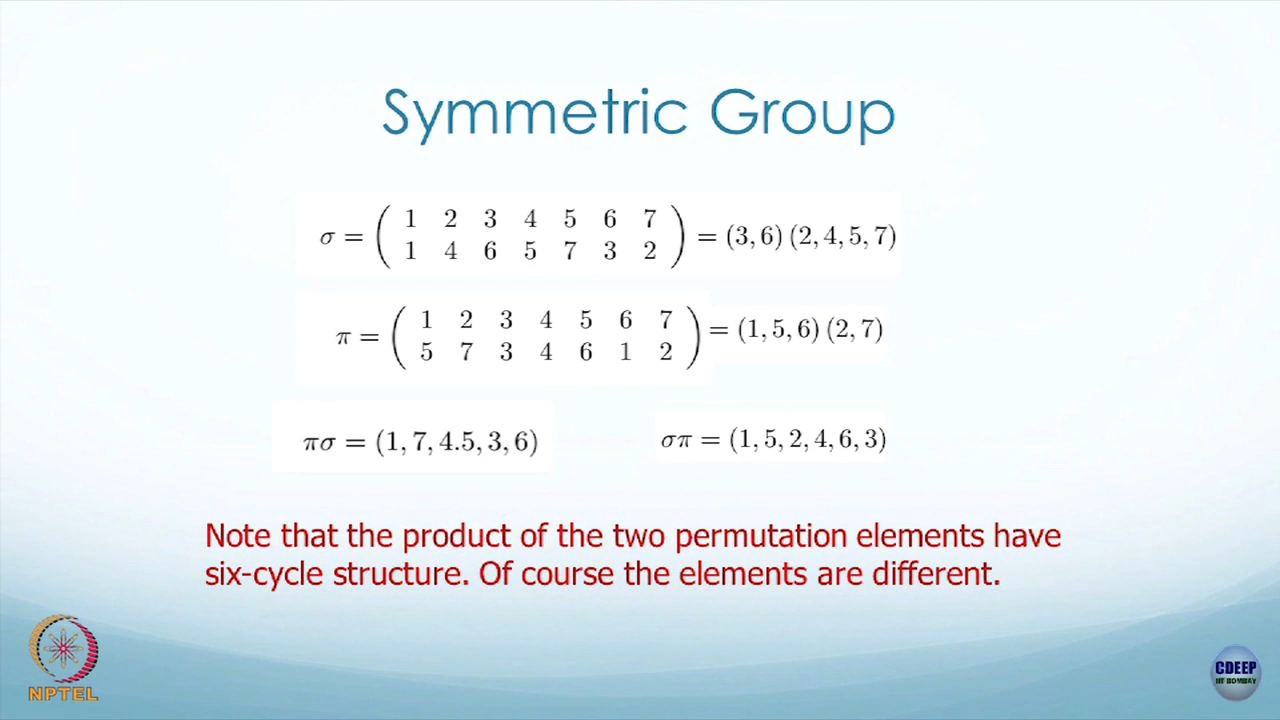 Symmetric Group
σ = ( 1 2 3 4 5 6 7
1 4 6 5 7 3 2 ) = (3, 6) (2, 4, 5, 7)
π = ( 1 2 3 4 5 6 7
5 7 3 4 6 1 2 ) = (1, 5, 6) (2, 7)
πσ = (1, 7, 4.5, 3, 6)
σπ = (1, 5, 2, 4, 6, 3)
Note that the product of the two permutation elements have
six-cycle structure. Of course the elements are different.
NPTEL
CDEEP
IIT BOMBAY